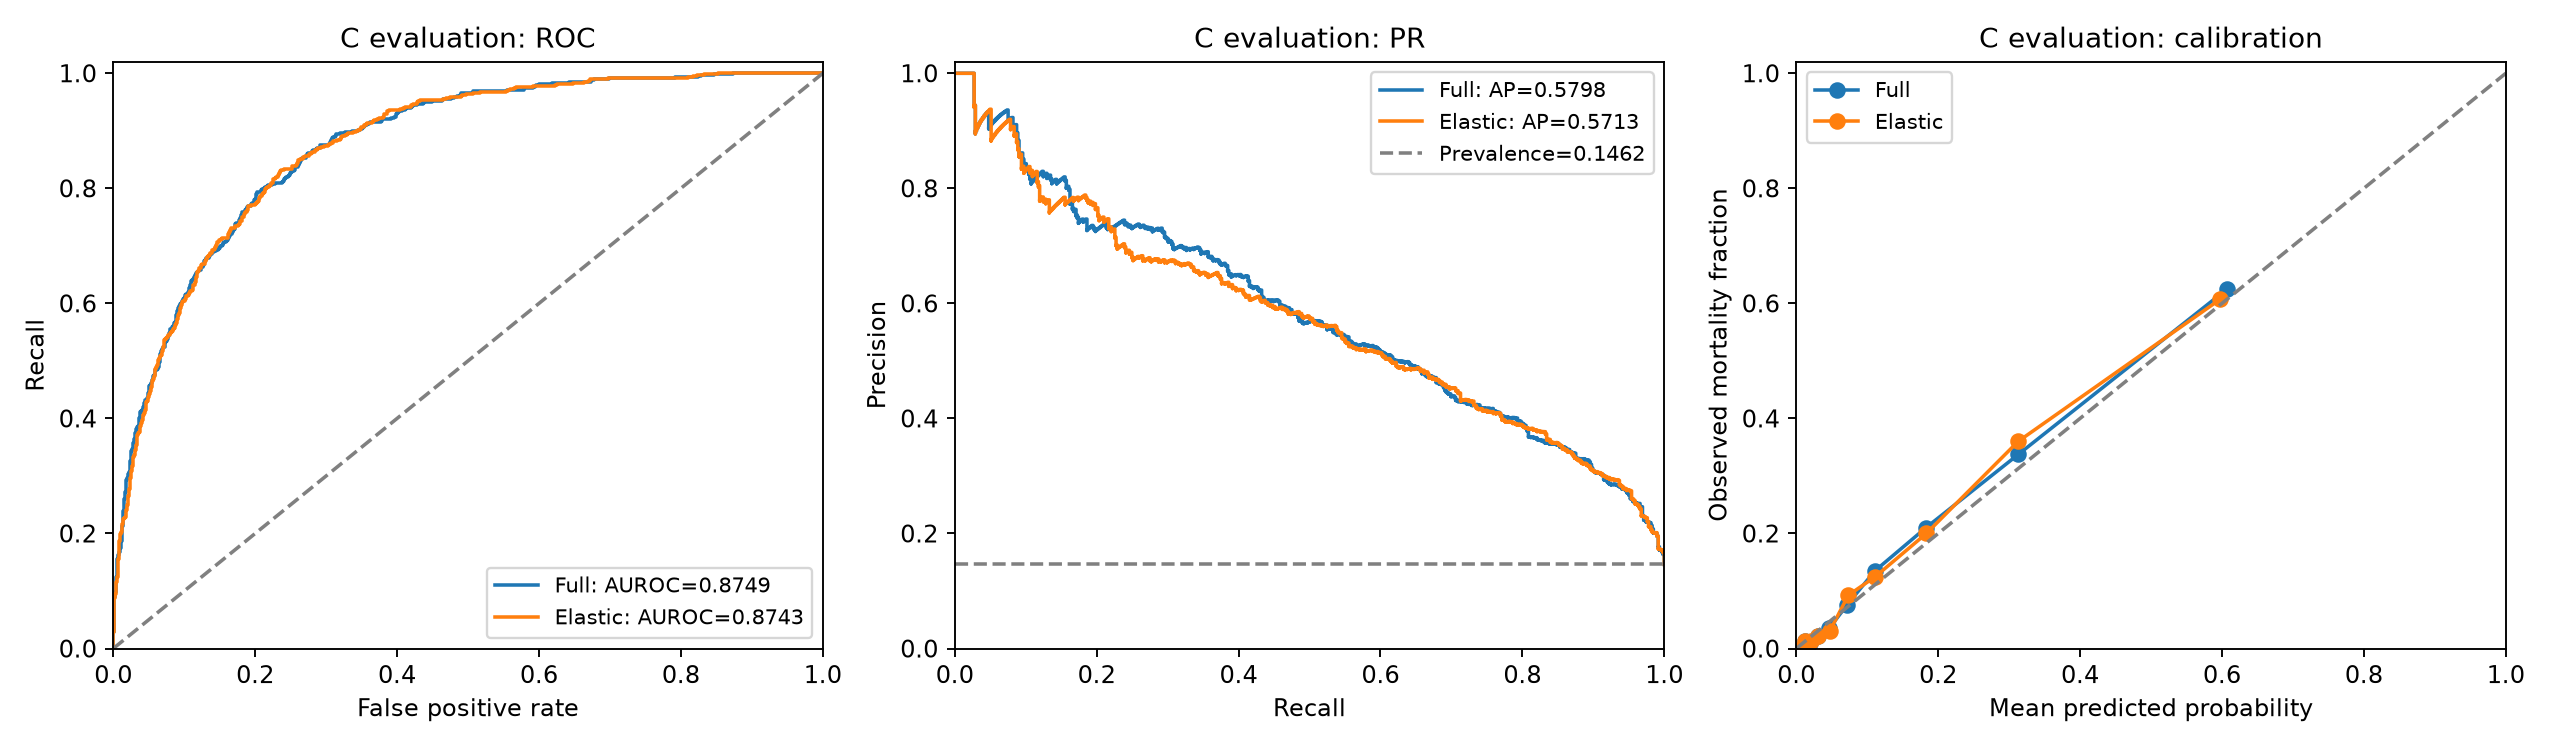 C evaluation: ROC
Recall
1.0
0.8
0.6
0.4
0.2
0.0
Full: AUROC=0.8749
Elastic: AUROC=0.8743
0.0 0.2 0.4 0.6 0.8 1.0
False positive rate
C evaluation: PR
Precision
1.0
0.8
0.6
0.4
0.2
0.0
Full: AP=0.5798
Elastic: AP=0.5713
Prevalence=0.1462
0.0 0.2 0.4 0.6 0.8 1.0
Recall
C evaluation: calibration
Observed mortality fraction
1.0
0.8
0.6
0.4
0.2
0.0
Full
Elastic
0.0 0.2 0.4 0.6 0.8 1.0
Mean predicted probability